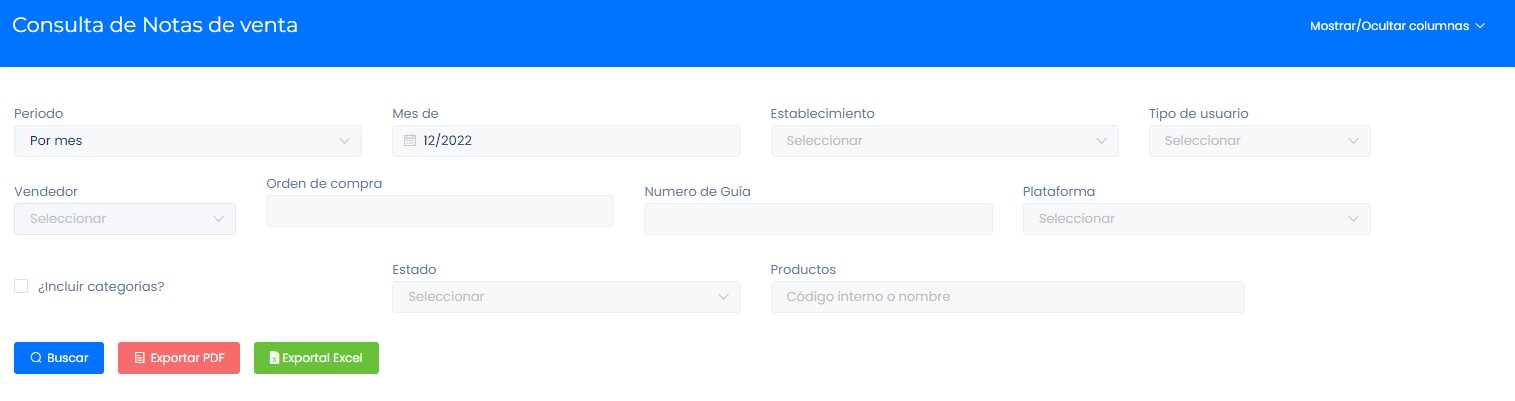 Consulta de Notas de venta
Mostrar/Ocultar columnas
Periodo
Mes de
Establecimiento
Tipo de usuario
Por mes
12/2022
Seleccionar
Seleccionar
Vendedor
Orden de compra
Numero de Guía
Plataforma
Seleccionar
Seleccionar
¿Incluir categorías?
Estado
Productos
Seleccionar
Código interno o nombre
Buscar
Exportar PDF
Exportal Excel